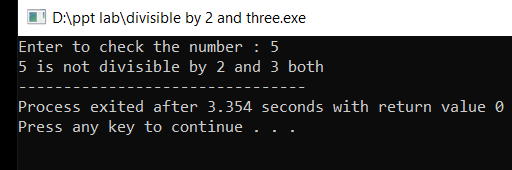 D:\ppt lab\divisible by 2 and three.exe
Enter to check the number : 5
5 is not divisible by 2 and 3 both
--------------------------------
Process exited after 3.354 seconds with return value 0
Press any key to continue . . .